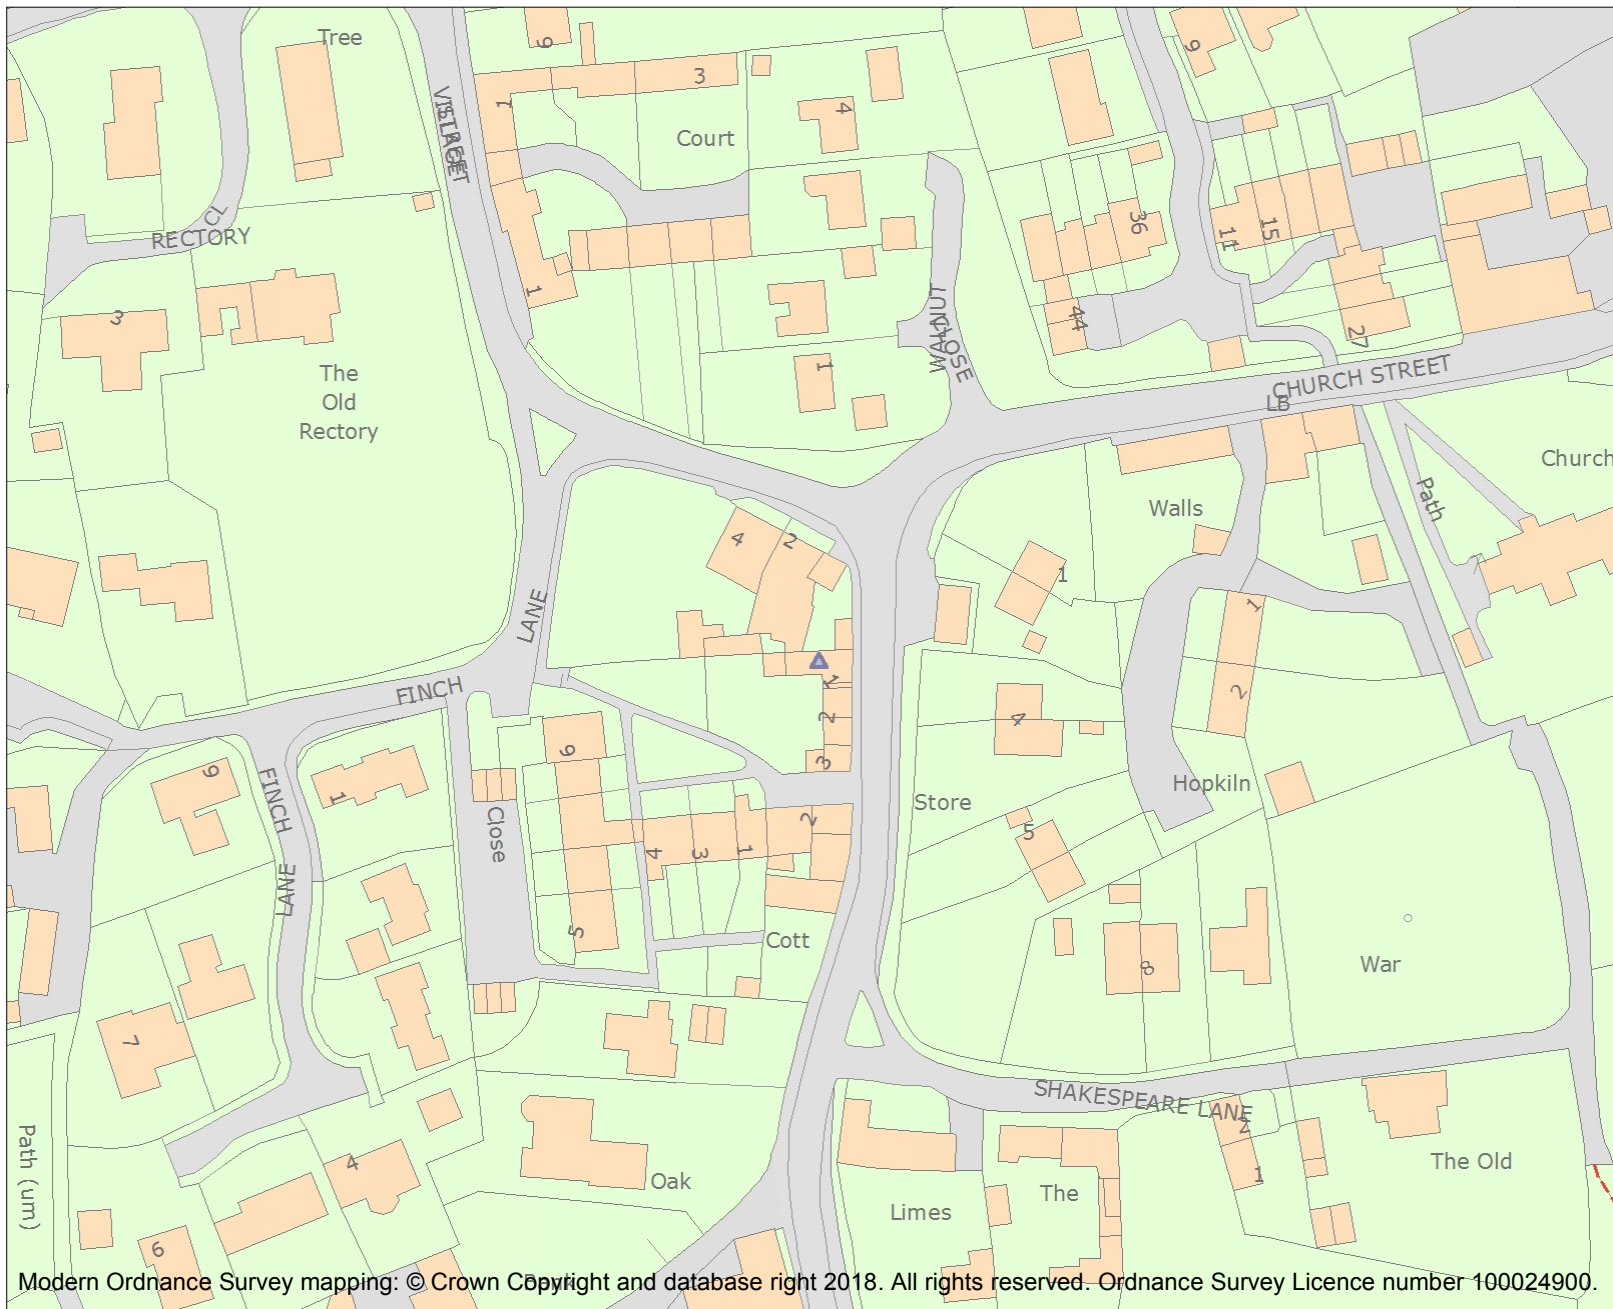 Tree
9
9
1
3
4
Court
VILLAGE
STREET
RECTORY
CL
36
11
15
27
44
1
3
1
The
Old
Rectory
WALNUT
CLOSE
CHURCH STREET
LB
Church
Path
Walls
4
2
1
1
2
LANE
FINCH
1
2
3
4
9
9
1
FINCH
LANE
Close
Store
Hopkiln
5
4
3
1
2
5
Cott
War
8
7
SHAKESPEARE LANE
2
1
The Old
Path (um)
4
6
Oak
Limes
The
Bank
Modern Ordnance Survey mapping: © Crown Copyright and database right 2018. All rights reserved. Ordnance Survey Licence number 100024900.